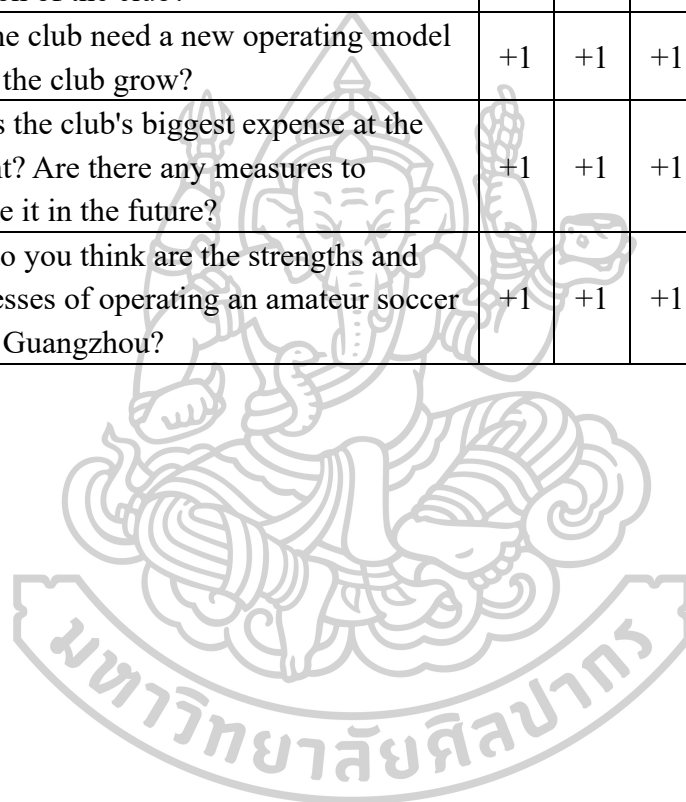 of the club?
he club need a new operating model
the club grow?
+1 +1 +1
s the club's biggest expense at the
t? Are there any measures to
e it in the future?
+1 +1 +1
o you think are the strengths and
esses of operating an amateur soccer
Guangzhou?
+1 +1 +1
มหาวิทยาลัยศิลปากร